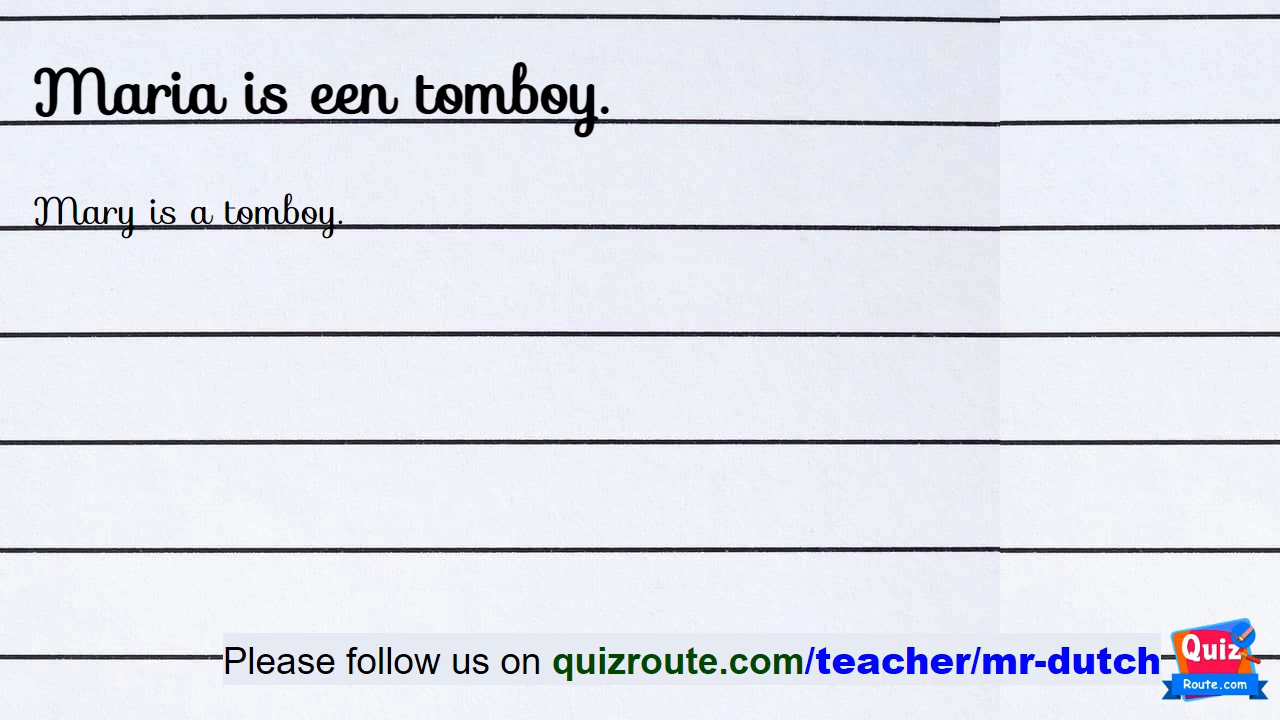 Maria is een tomboy.
Mary is a tomboy.
Please follow us on quizroute.com/teacher/mr-dutch
Quiz
Route.com